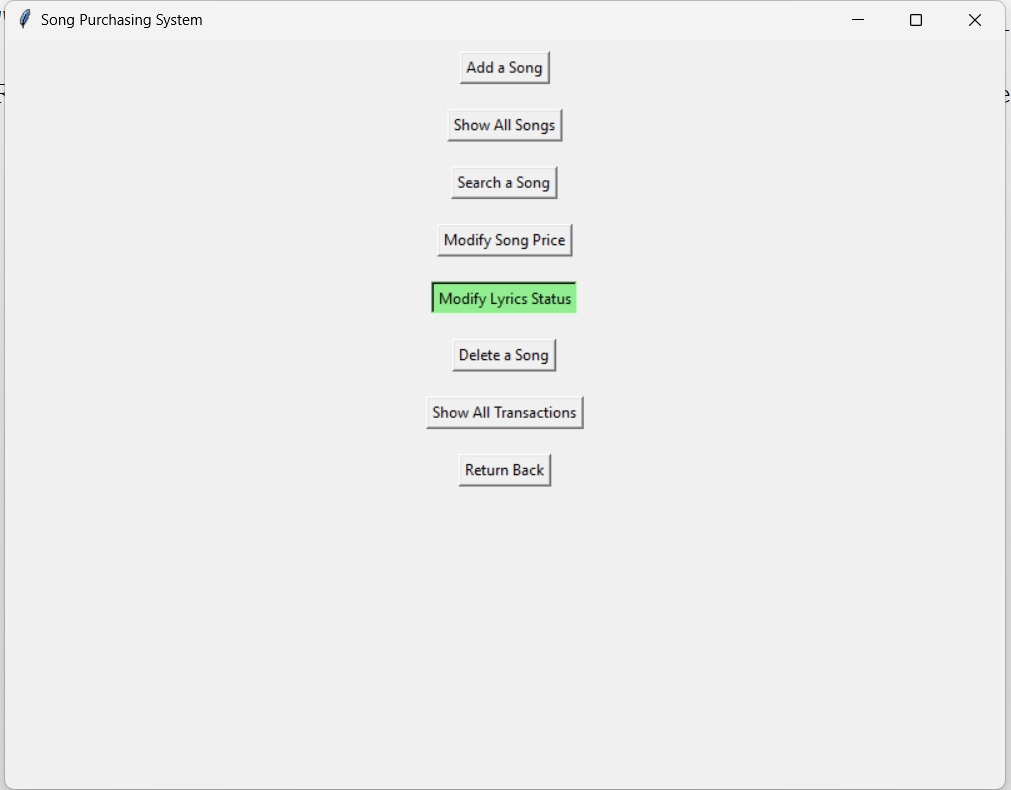 Song Purchasing System
Add a Song
Show All Songs
Search a Song
Modify Song Price
Modify Lyrics Status
Delete a Song
Show All Transactions
Return Back